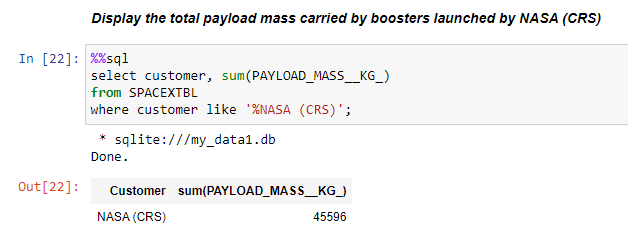 Display the total payload mass carried by boosters launched by NASA (CRS)
In [22]: %%sql
select customer, sum(PAYLOAD_MASS__KG_)
from SPACEXTBL
where customer like '%NASA (CRS)';
* sqlite:///my_data1.db
Done.
Out[22]: Customer sum(PAYLOAD_MASS__KG_)
NASA (CRS) 45596